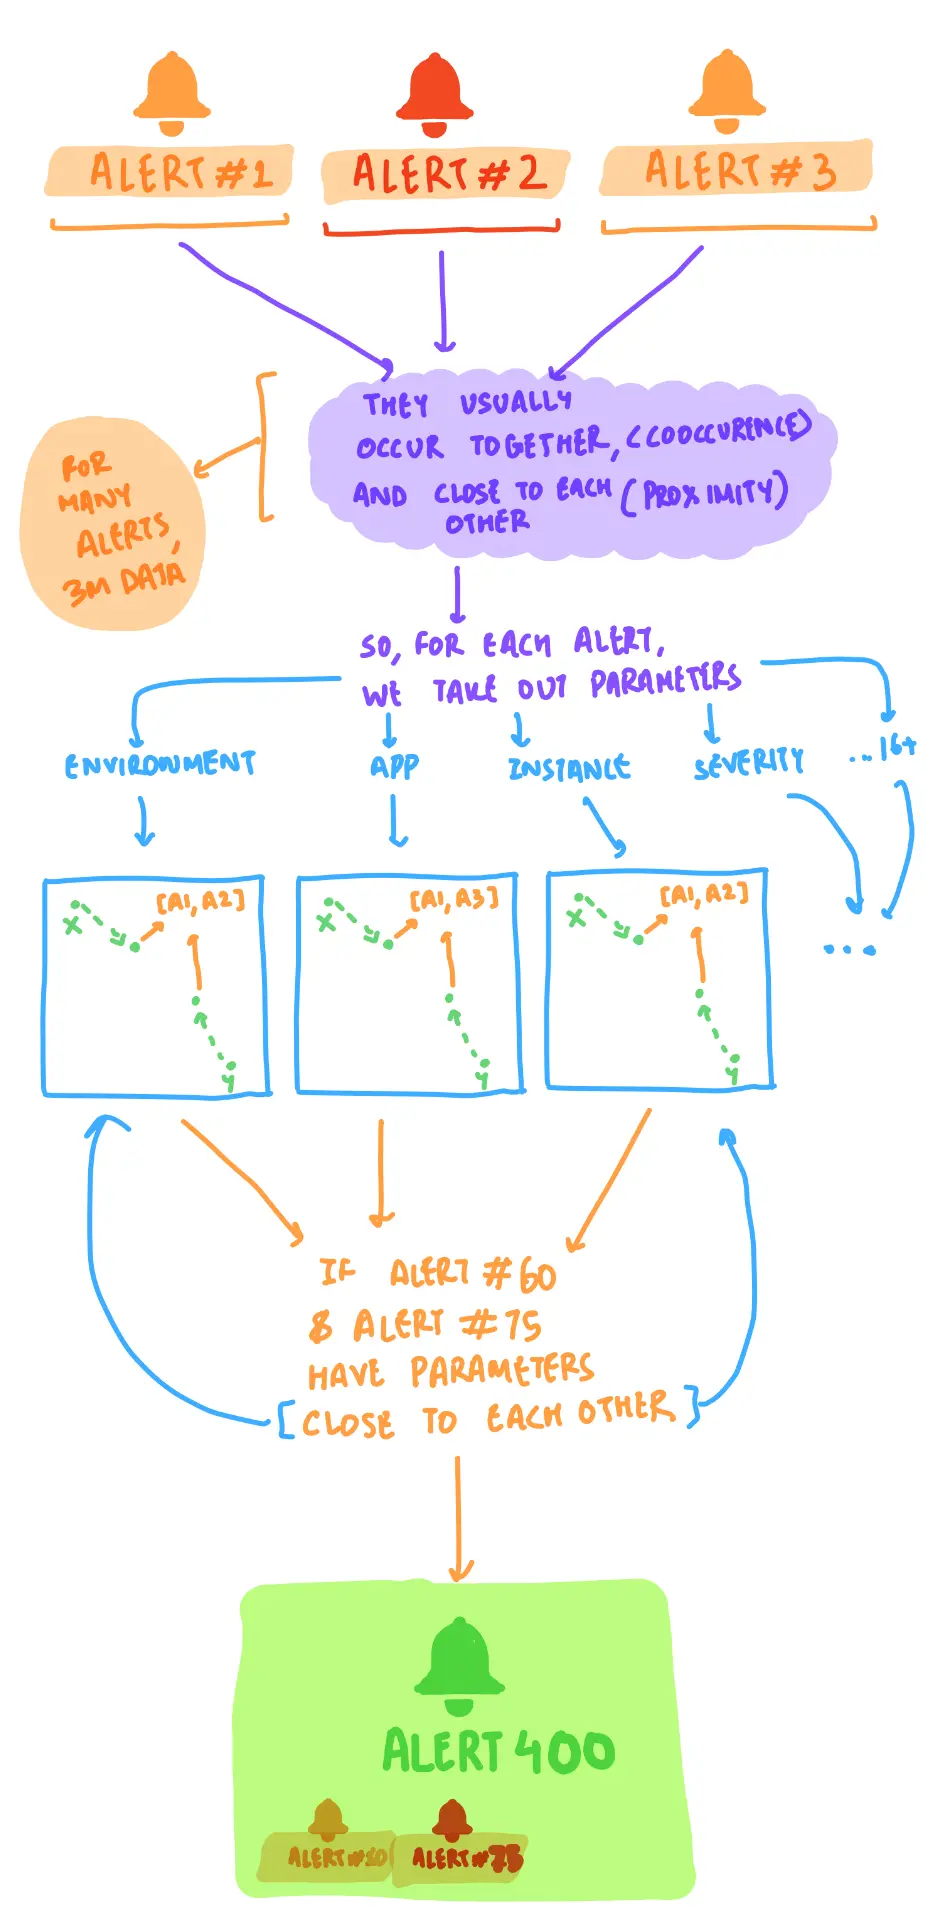 ALERT #1
ALERT #2
ALERT #3
THEY USUALLY
OCCUR TOGETHER, (COOCCURENCE)
AND CLOSE TO EACH (PROXIMITY)
OTHER
FOR
MANY
ALERTS,
3M DATA
SO, FOR EACH ALERT,
WE TAKE OUT PARAMETERS
ENVIRONMENT
APP
INSTANCE
SEVERITY
...16+
[A1, A2]
X
Y
[A1, A3]
X
Y
[A1, A2]
X
Y
...
IF ALERT #60
& ALERT #75
HAVE PARAMETERS
[CLOSE TO EACH OTHER]
ALERT 400
ALERT
ALERT #75